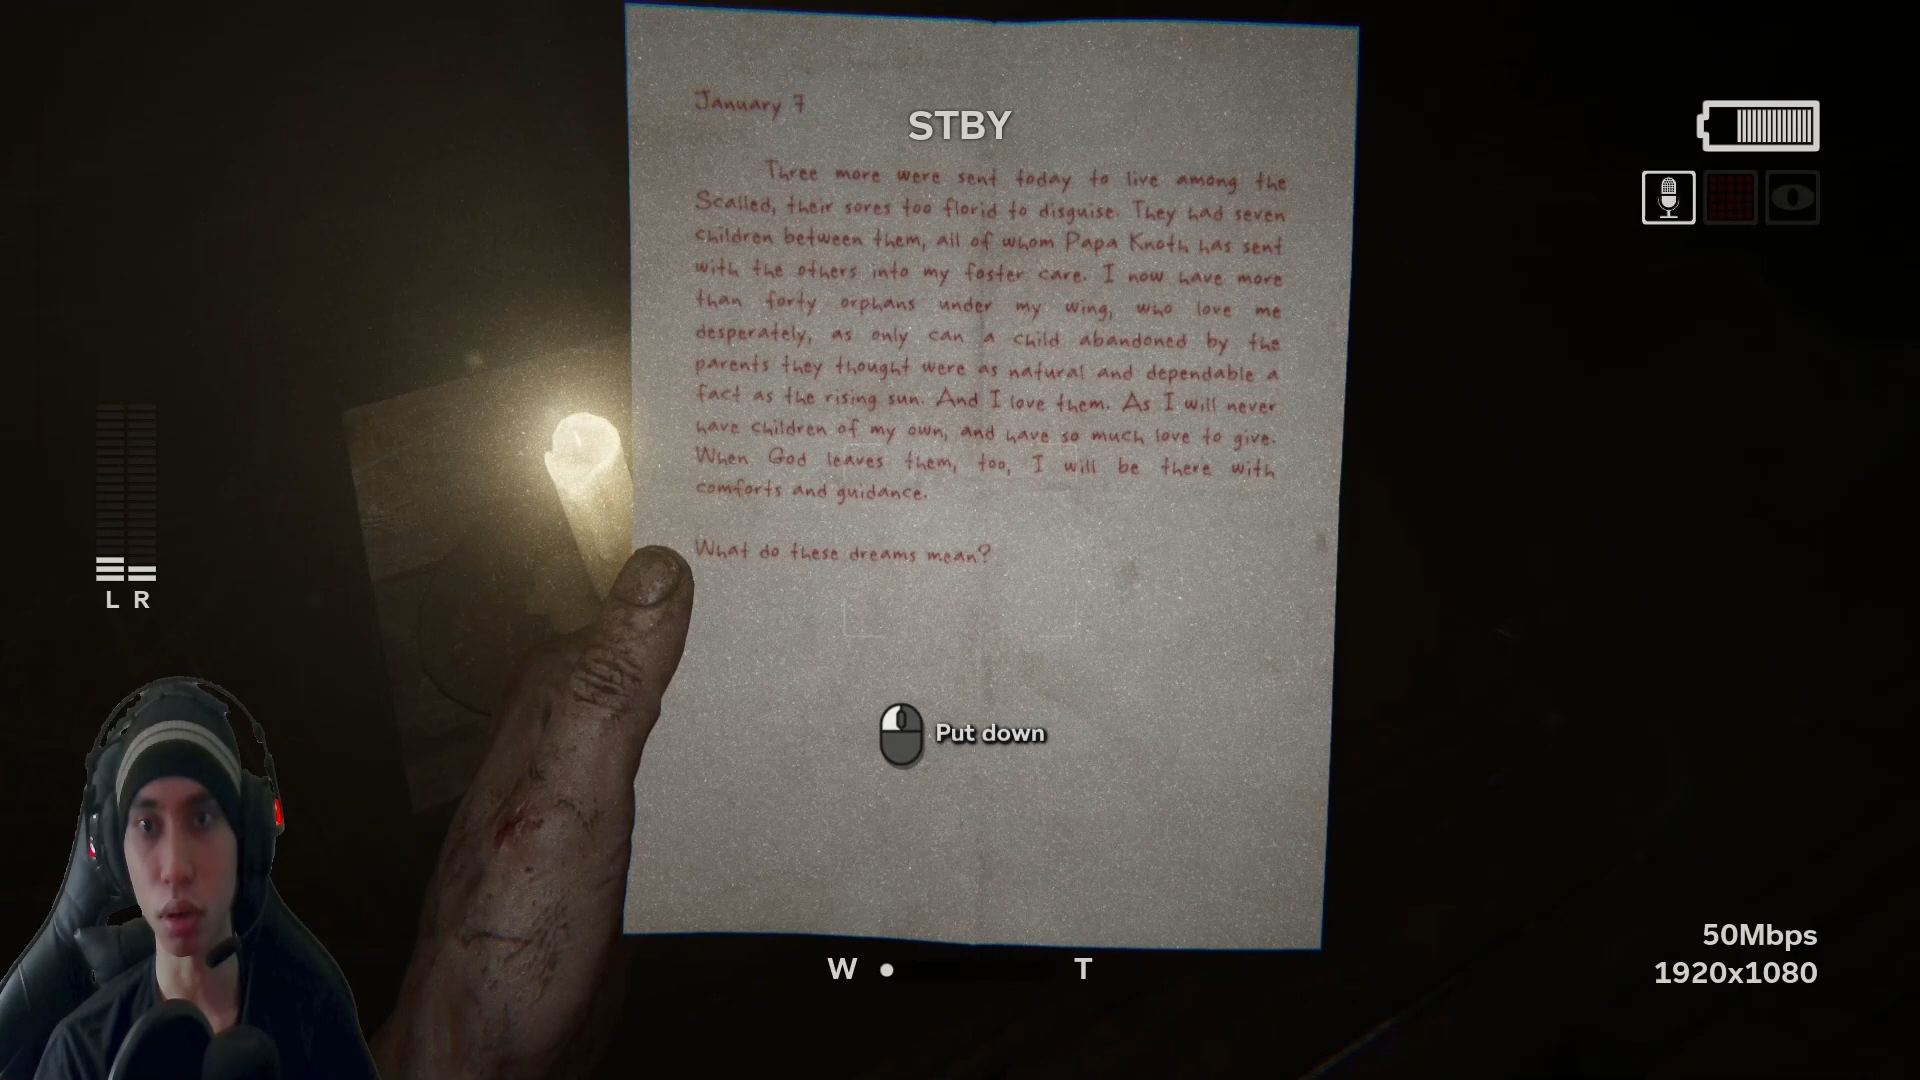 January 7
STBY
Three more were sent today to live among the
Scalled, their sores too florid to disguise. They had seven
children between them, all of whom Papa Knoth has sent
with the others into my foster care. I now have more
than forty orphans under my wing, who love me
desperately, as only can a child abandoned by the
parents they thought were as natural and dependable a
fact as the rising sun. And I love them. As I will never
have children of my own, and have so much love to give.
When God leaves them, too, I will be there with
comforts and guidance.
What do these dreams mean?
L R
Put down
W T
50Mbps
1920x1080